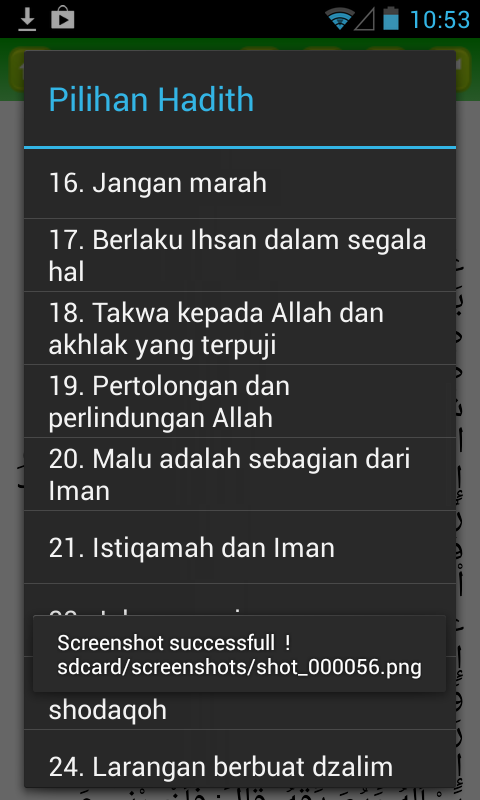 10:53
Pilihan Hadith
16. Jangan marah
17. Berlaku Ihsan dalam segala
hal
18. Takwa kepada Allah dan
akhlak yang terpuji
19. Pertolongan dan
perlindungan Allah
20. Malu adalah sebagian dari
Iman
21. Istiqamah dan Iman
Screenshot successfull !
sdcard/screenshots/shot_000056.png
shodaqoh
24. Larangan berbuat dzalim